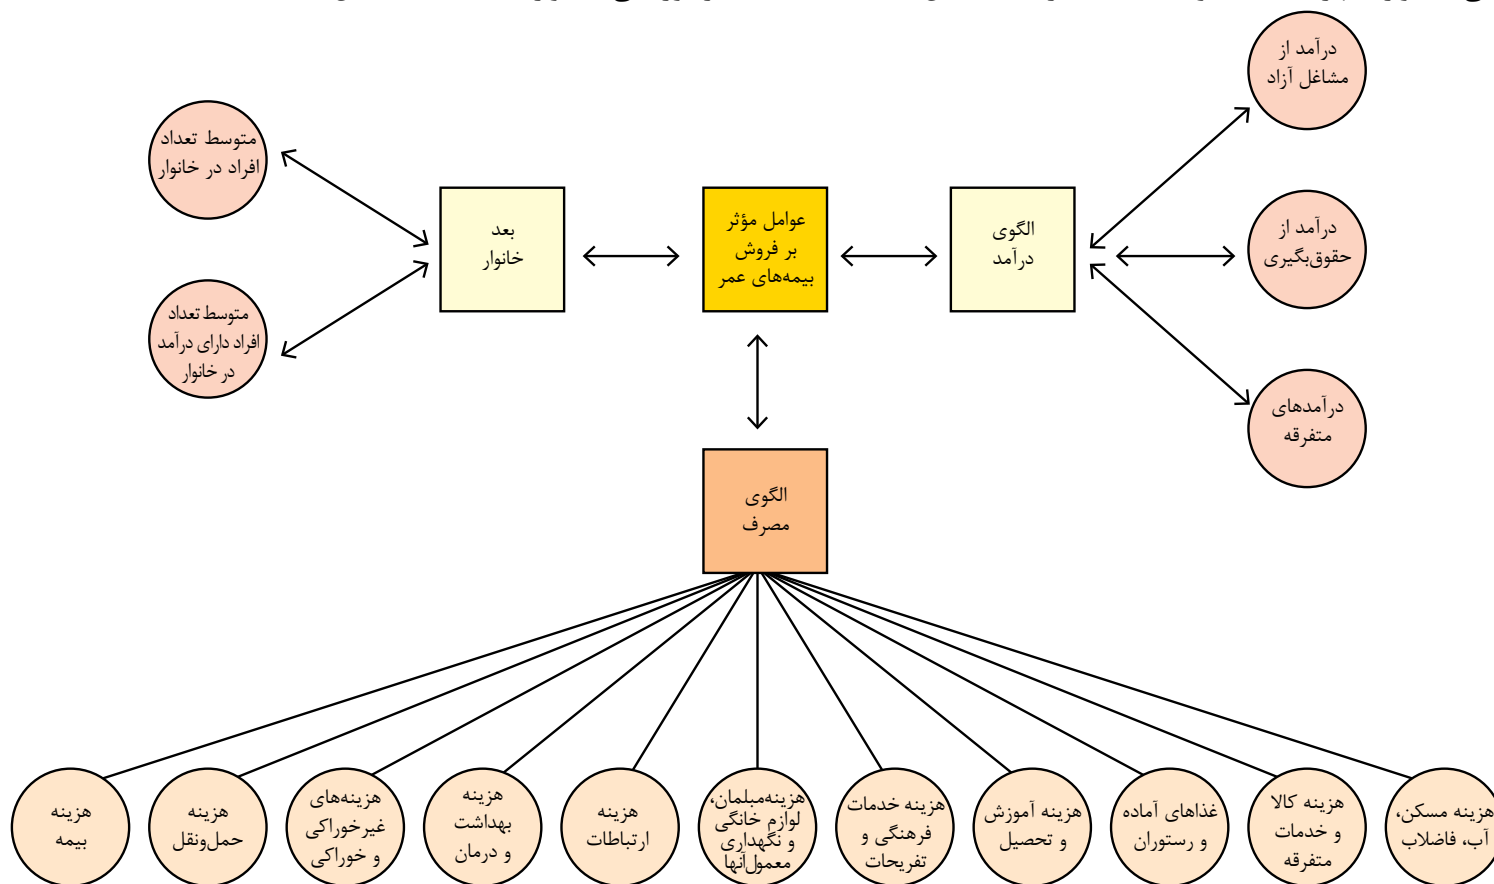 درآمد از
مشاغل آزاد
متوسط تعداد
افراد در خانوار
درآمد از
حقوق‌بگیری
الگوی
درآمد
عوامل مؤثر
بر فروش
بیمه‌های عمر
بعد
خانوار
متوسط تعداد
افراد دارای درآمد
در خانوار
درآمدهای
متفرقه
الگوی
مصرف
هزینه مسکن،
آب، فاضلاب
هزینه کالا
و خدمات
متفرقه
غذاهای آماده
و رستوران
هزینه آموزش
و تحصیل
هزینه خدمات
فرهنگی و
تفریحات
هزینه‌مبلمان،
لوازم خانگی
و نگهداری
معمول‌آنها
هزینه
ارتباطات
هزینه
بهداشت
و درمان
هزینه‌های
غیرخوراکی
و خوراکی
هزینه
حمل‌ونقل
هزینه
بیمه